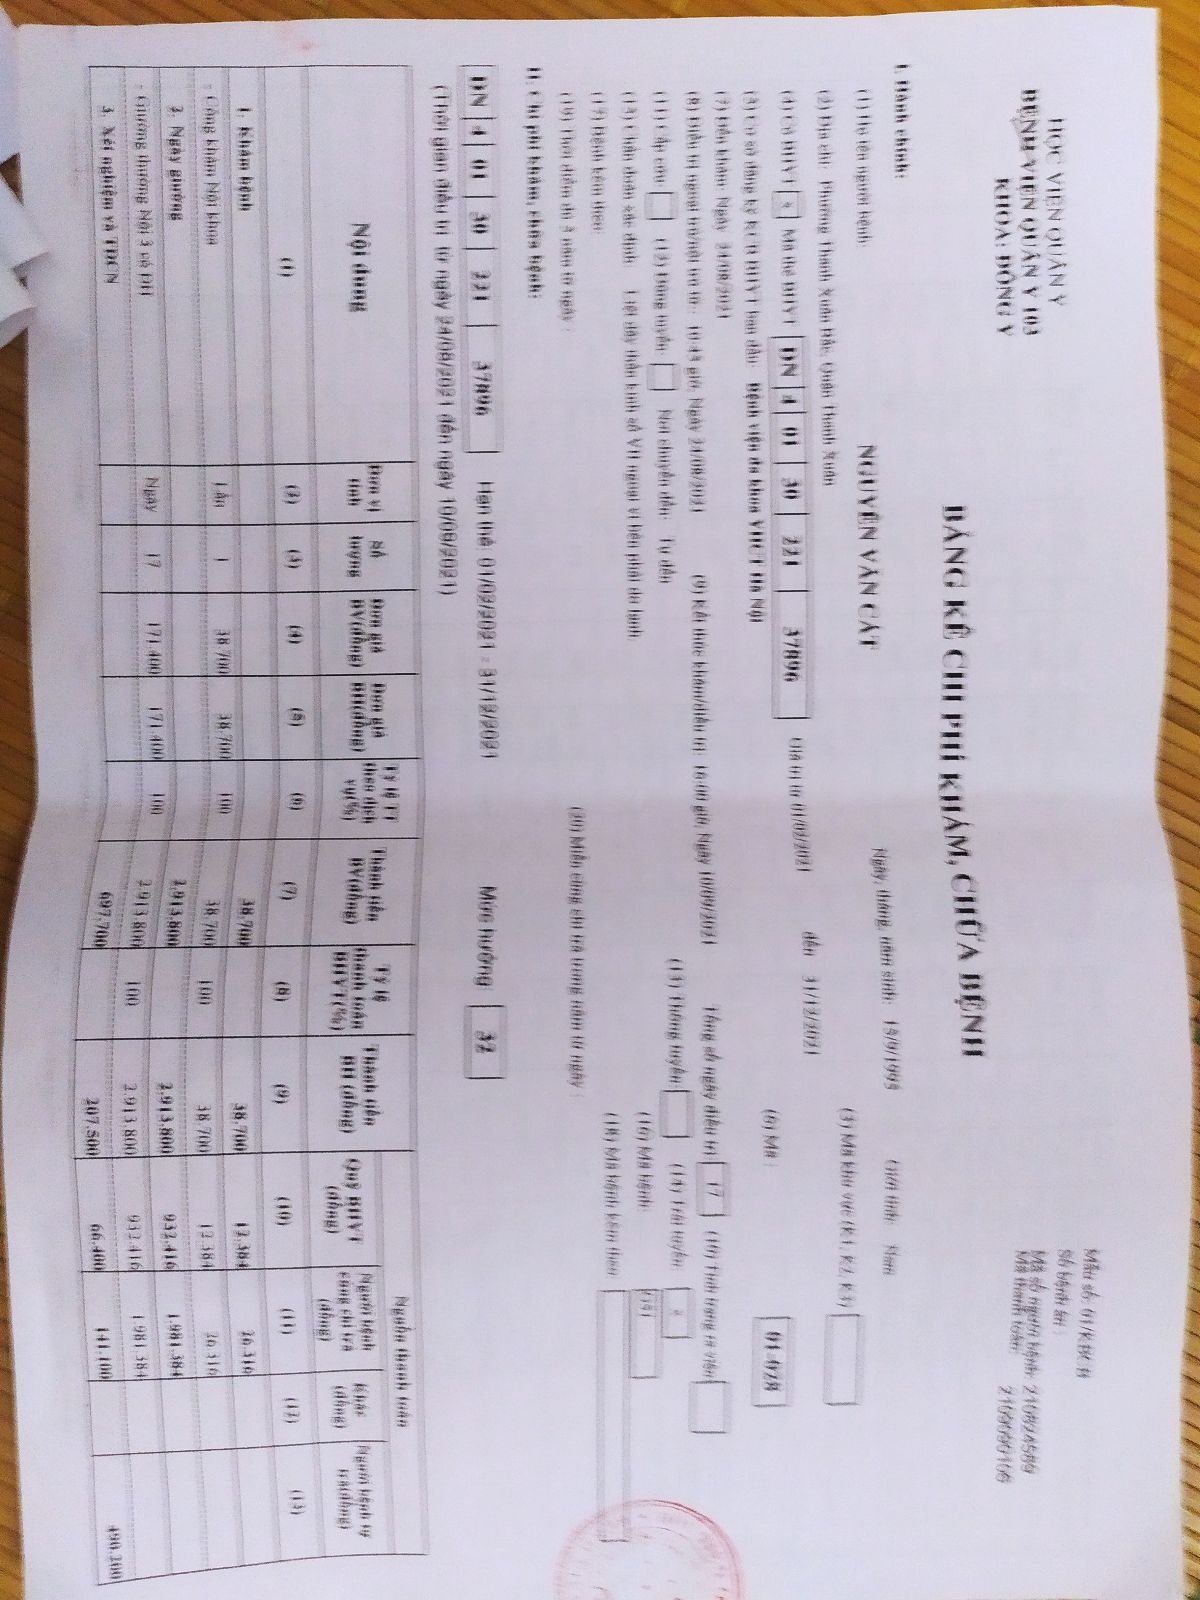 HỌC VIỆN QUÂN Y
BỆNH VIỆN QUÂN Y 103
KHOA: ĐÔNG Y
Mẫu số: 01/KBCB
Số bệnh án :
Mã số người bệnh: 210824589
Mã thanh toán: 2109090106
BẢNG KÊ CHI PHÍ KHÁM, CHỮA BỆNH
I. Hành chính:
(1) Họ tên người bệnh: NGUYỄN VĂN CÁT Ngày, tháng, năm sinh: 15/9/1995 Giới tính: Nam
(2) Địa chỉ: Phường Thanh Xuân Bắc, Quận Thanh Xuân (3) Mã khu vực (K1, K2, K3)
(4) Có BHYT x Mã thẻ BHYT DN 4 01 30 221 37896 Giá trị từ 01/02/2021 đến 31/12/2021
(5) Cơ sở đăng ký KCB BHYT ban đầu: Bệnh viện đa khoa YHCT Hà Nội (6) Mã : 01-028
(7) Đến khám: Ngày 24/08/2021
(8) Điều trị ngoại trú/nội trú từ : 10:43 giờ, Ngày 24/08/2021 (9) Kết thúc khám/điều trị: 16:00 giờ, Ngày 10/09/2021 Tổng số ngày điều trị: 17 (10) Tình trạng ra viện
(11) Cấp cứu: (12) Đúng tuyến: Nơi chuyển đến: Tự đến (13) Thông tuyến: (14) Trái tuyến: x
(15) Chẩn đoán xác định: Liệt dây thần kinh số VII ngoại vi bên phải do lạnh. (16) Mã bệnh: G51
(17) Bệnh kèm theo: (18) Mã bệnh kèm theo:
(19) Thời điểm đủ 5 năm từ ngày : (20) Miễn cùng chi trả trong năm từ ngày :
II. Chi phí khám, chữa bệnh:
DN 4 01 30 221 37896 Hạn thẻ: 01/02/2021 - 31/12/2021 Mức hưởng: 32
(Thời gian điều trị từ ngày 24/08/2021 đến ngày 10/09/2021)
Nội dung Đơn vị tính Số lượng Đơn giá BV(đồng) Đơn giá BH(đồng) Tỷ lệ TT theo dịch vụ(%) Thành tiền BV(đồng) Tỷ lệ thanh toán BHYT(%) Thành tiền BH (đồng) Nguồn thanh toán
Quỹ BHYT (đồng) Người bệnh cùng chi trả (đồng) Khác (đồng) Người bệnh tự trả(đồng)
(1) (2) (3) (4) (5) (6) (7) (8) (9) (10) (11) (12) (13)
1. Khám bệnh 38.700 38.700 12.384 26.316
- Công khám Nội khoa Lần 1 38.700 38.700 100 38.700 100 38.700 12.384 26.316
2. Ngày giường 2.913.800 2.913.800 932.416 1.981.384
- Giường thường Nội 3 có ĐH Ngày 17 171.400 171.400 100 2.913.800 100 2.913.800 932.416 1.981.384
3. Xét nghiệm và TDCN 697.700 207.500 66.400 141.100 490.200